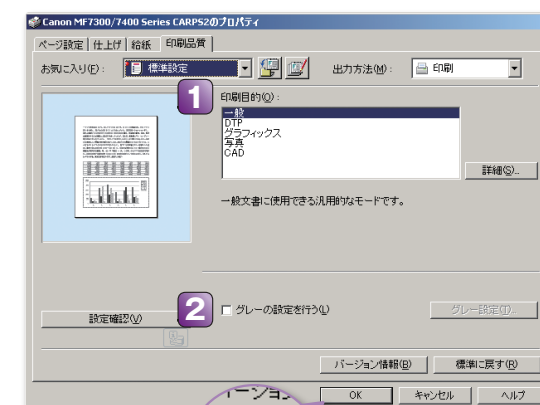 Canon MF7300/7400 Series CARPS2のプロパティ
ページ設定 仕上げ 給紙 印刷品質
お気に入り(F): 標準設定 出力方法(M): 印刷
1 印刷目的(O):
一般
DTP
グラフィックス
写真
CAD
詳細(S)...
一般文書に使用できる汎用的なモードです。
設定確認(V) 2 グレーの設定を行う(L) グレー設定(T)...
バージョン情報(B) 標準に戻す(R)
OK キャンセル ヘルプ